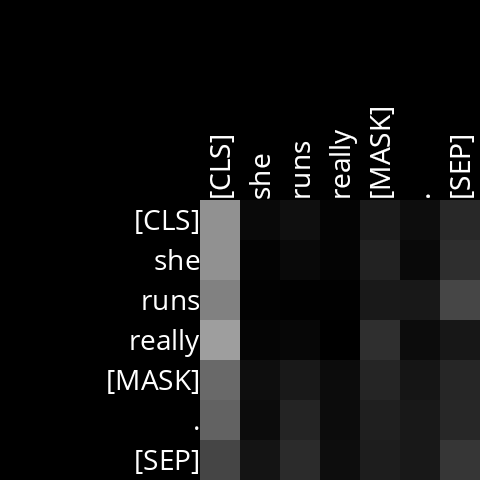 [CLS] she runs really [MASK] . [SEP]
[CLS]
she
runs
really
[MASK]
.
[SEP]